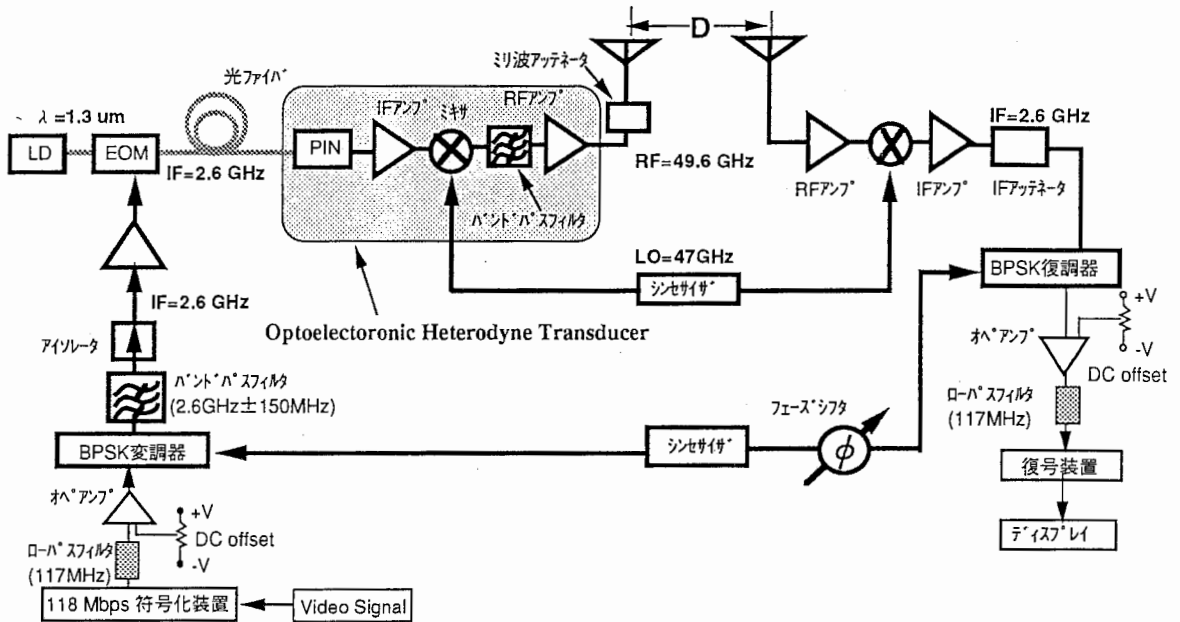 D
ミリ波アッテネータ
光ファイバ
λ=1.3 um
LD
EOM
IF=2.6 GHz
PIN
IFアンプ
ミキサ
RFアンプ
バンドパスフィルタ
RF=49.6 GHz
RFアンプ
IFアンプ
IF=2.6 GHz
IFアッテネータ
LO=47GHz
シンセサイザ
Optoelectoronic Heterodyne Transducer
IF=2.6 GHz
アイソレータ
バンドパスフィルタ
(2.6GHz±150MHz)
BPSK変調器
オペアンプ
+V
DC offset
-V
ローパスフィルタ
(117MHz)
118 Mbps 符号化装置
Video Signal
シンセサイザ
フェーズシフタ
ϕ
BPSK復調器
オペアンプ
+V
-V
DC offset
ローパスフィルタ
(117MHz)
復号装置
ディスプレイ